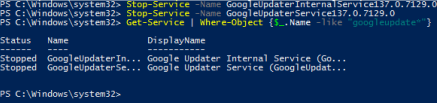 PS C:\Windows\system32> Stop-Service -Name GoogleUpdaterInternalService137.0.7129.0
PS C:\Windows\system32> Stop-Service -Name GoogleUpdaterService137.0.7129.0
PS C:\Windows\system32> Get-Service | Where-Object {$_.Name -like "googleupdate*"}
Status Name DisplayName
------ ---- -----------
Stopped GoogleUpdaterIn... Google Updater Internal Service (Go...
Stopped GoogleUpdaterSe... Google Updater Service (GoogleUpdat...
PS C:\Windows\system32>